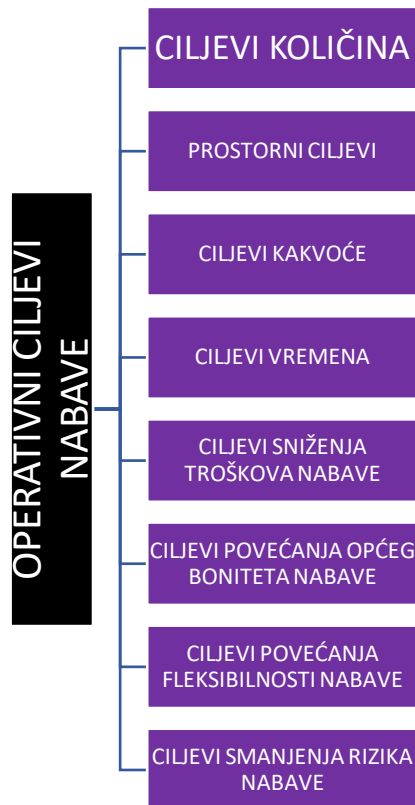 OPERATIVNI CILJEVI
NABAVE
CILJEVI KOLIČINA
PROSTORNI CILJEVI
CILJEVI KAKVOĆE
CILJEVI VREMENA
CILJEVI SNIŽENJA
TROŠKOVA NABAVE
CILJEVI POVEĆANJA OPĆEG
BONITETA NABAVE
CILJEVI POVEĆANJA
FLEKSIBILNOSTI NABAVE
CILJEVI SMANJENJA RIZIKA
NABAVE